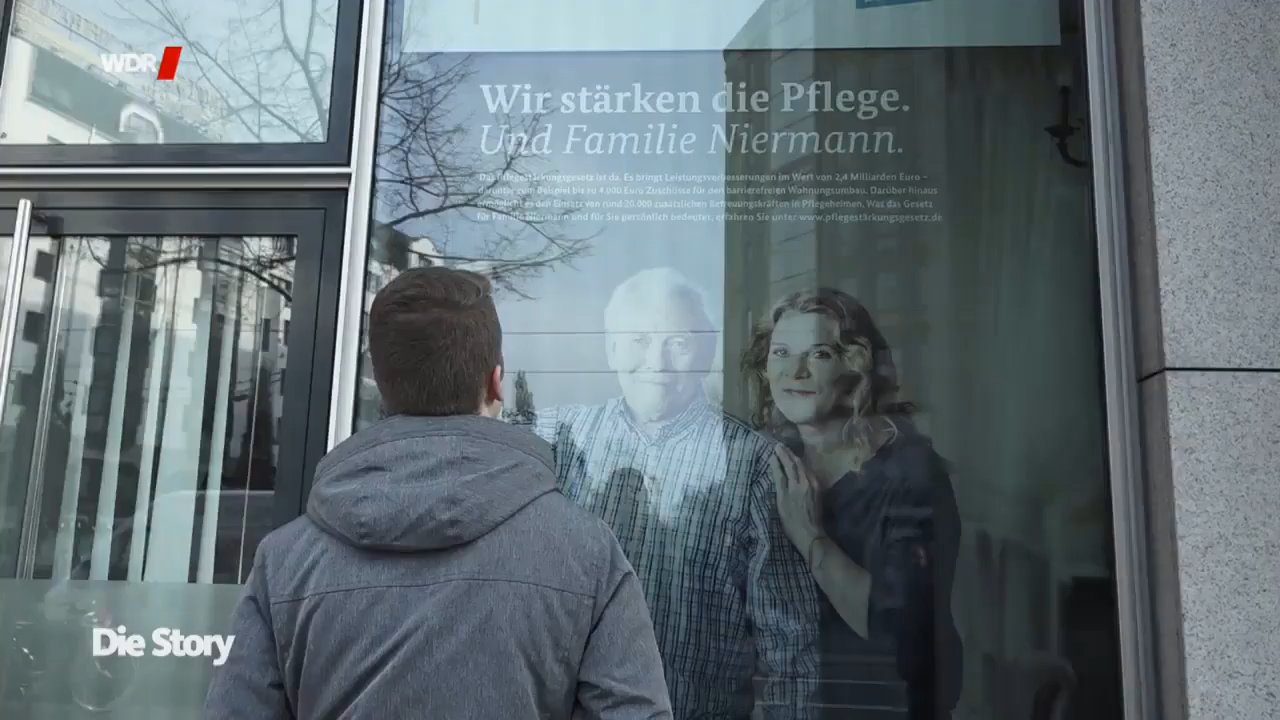 WDR
Wir stärken die Pflege.
Und Familie Niermann.
Das Pflegestärkungsgesetz ist da. Es bringt Leistungsverbesserungen im Wert von 2,4 Milliarden Euro –
darunter zum Beispiel bis zu 4.000 Euro Zuschüsse für den barrierefreien Wohnungsumbau. Darüber hinaus
ermöglicht es den Einsatz von rund 20.000 zusätzlichen Betreuungskräften in Pflegeheimen. Was das Gesetz
für Familie Niermann und für Sie persönlich bedeutet, erfahren Sie unter www.pflegestärkungsgesetz.de
Die Story